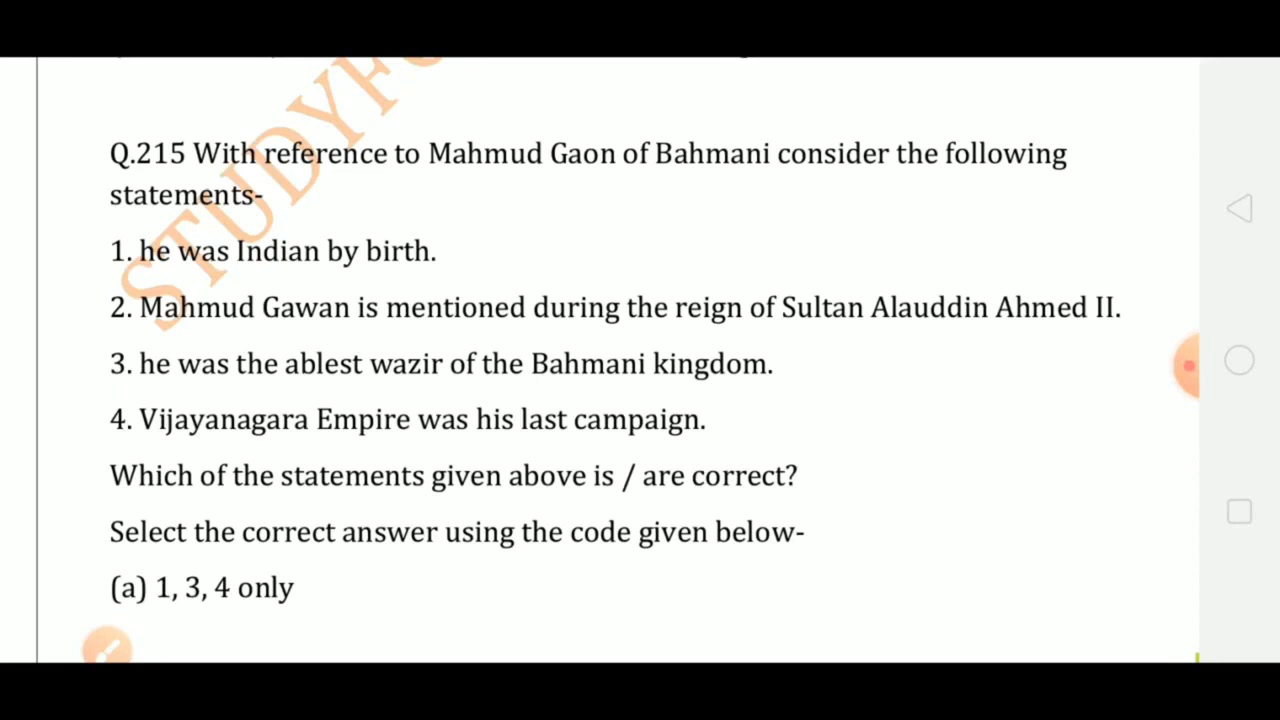 STUDYFO
Q.215 With reference to Mahmud Gaon of Bahmani consider the following
statements-
1. he was Indian by birth.
2. Mahmud Gawan is mentioned during the reign of Sultan Alauddin Ahmed II.
3. he was the ablest wazir of the Bahmani kingdom.
4. Vijayanagara Empire was his last campaign.
Which of the statements given above is / are correct?
Select the correct answer using the code given below-
(a) 1, 3, 4 only